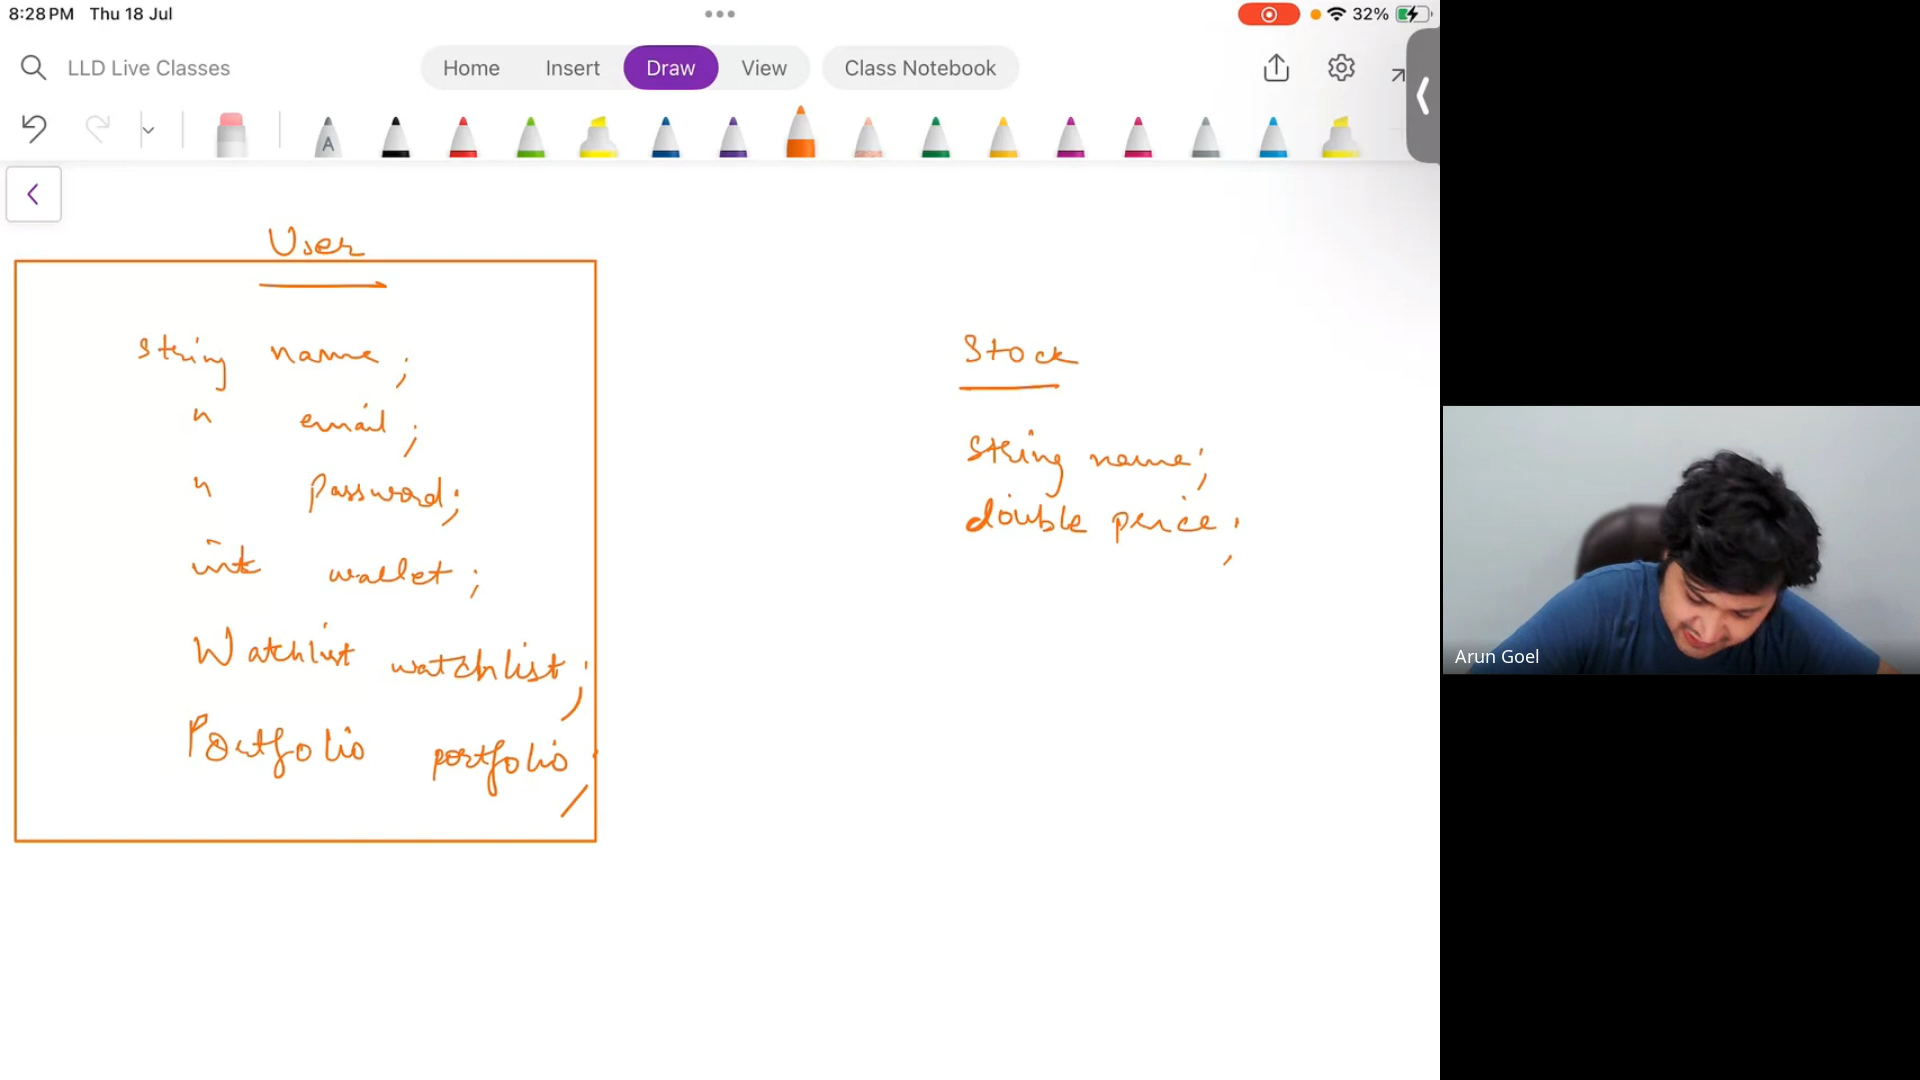 8:28 PM Thu 18 Jul
32%
LLD Live Classes
Home Insert Draw View Class Notebook
A
User
String name;
" email;
" password;
int wallet;
Watchlist watchlist;
Portfolio portfolio;
Stock
String name;
double price;
Arun Goel